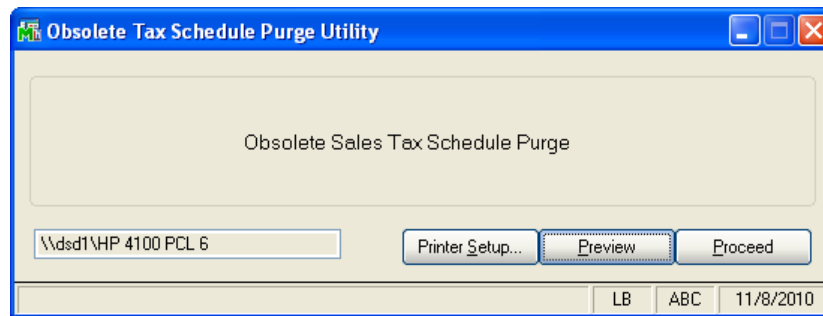 Obsolete Tax Schedule Purge Utility
Obsolete Sales Tax Schedule Purge
\\dsd1\HP 4100 PCL 6
Printer Setup... Preview Proceed
LB ABC 11/8/2010